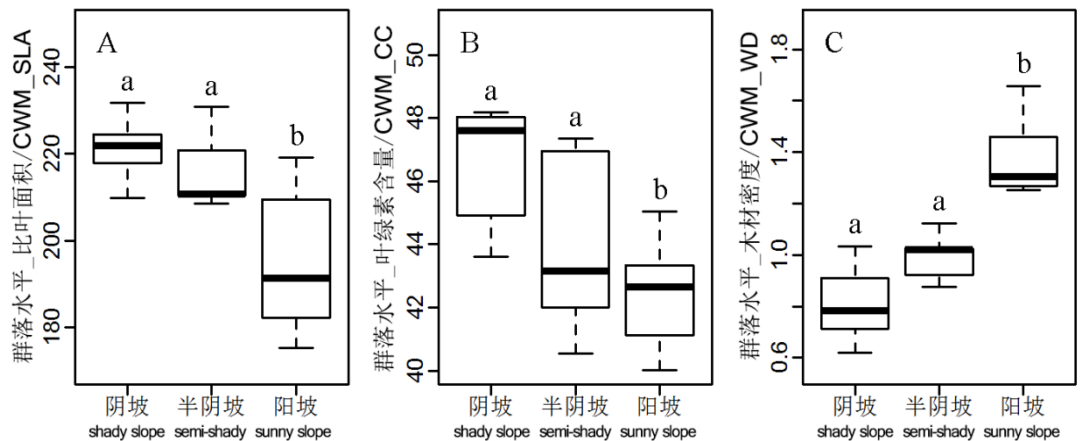 A
群落水平_比叶面积/CWM_SLA
240
220
200
180
a
a
b
阴坡
半阴坡
阳坡
shady slope
semi-shady
sunny slope
B
群落水平_叶绿素含量/CWM_CC
50
48
46
44
42
40
a
a
b
阴坡
半阴坡
阳坡
shady slope
semi-shady
sunny slope
C
群落水平_木材密度/CWM_WD
1.8
1.4
1.0
0.6
a
a
b
阴坡
半阴坡
阳坡
shady slope
semi-shady
sunny slope